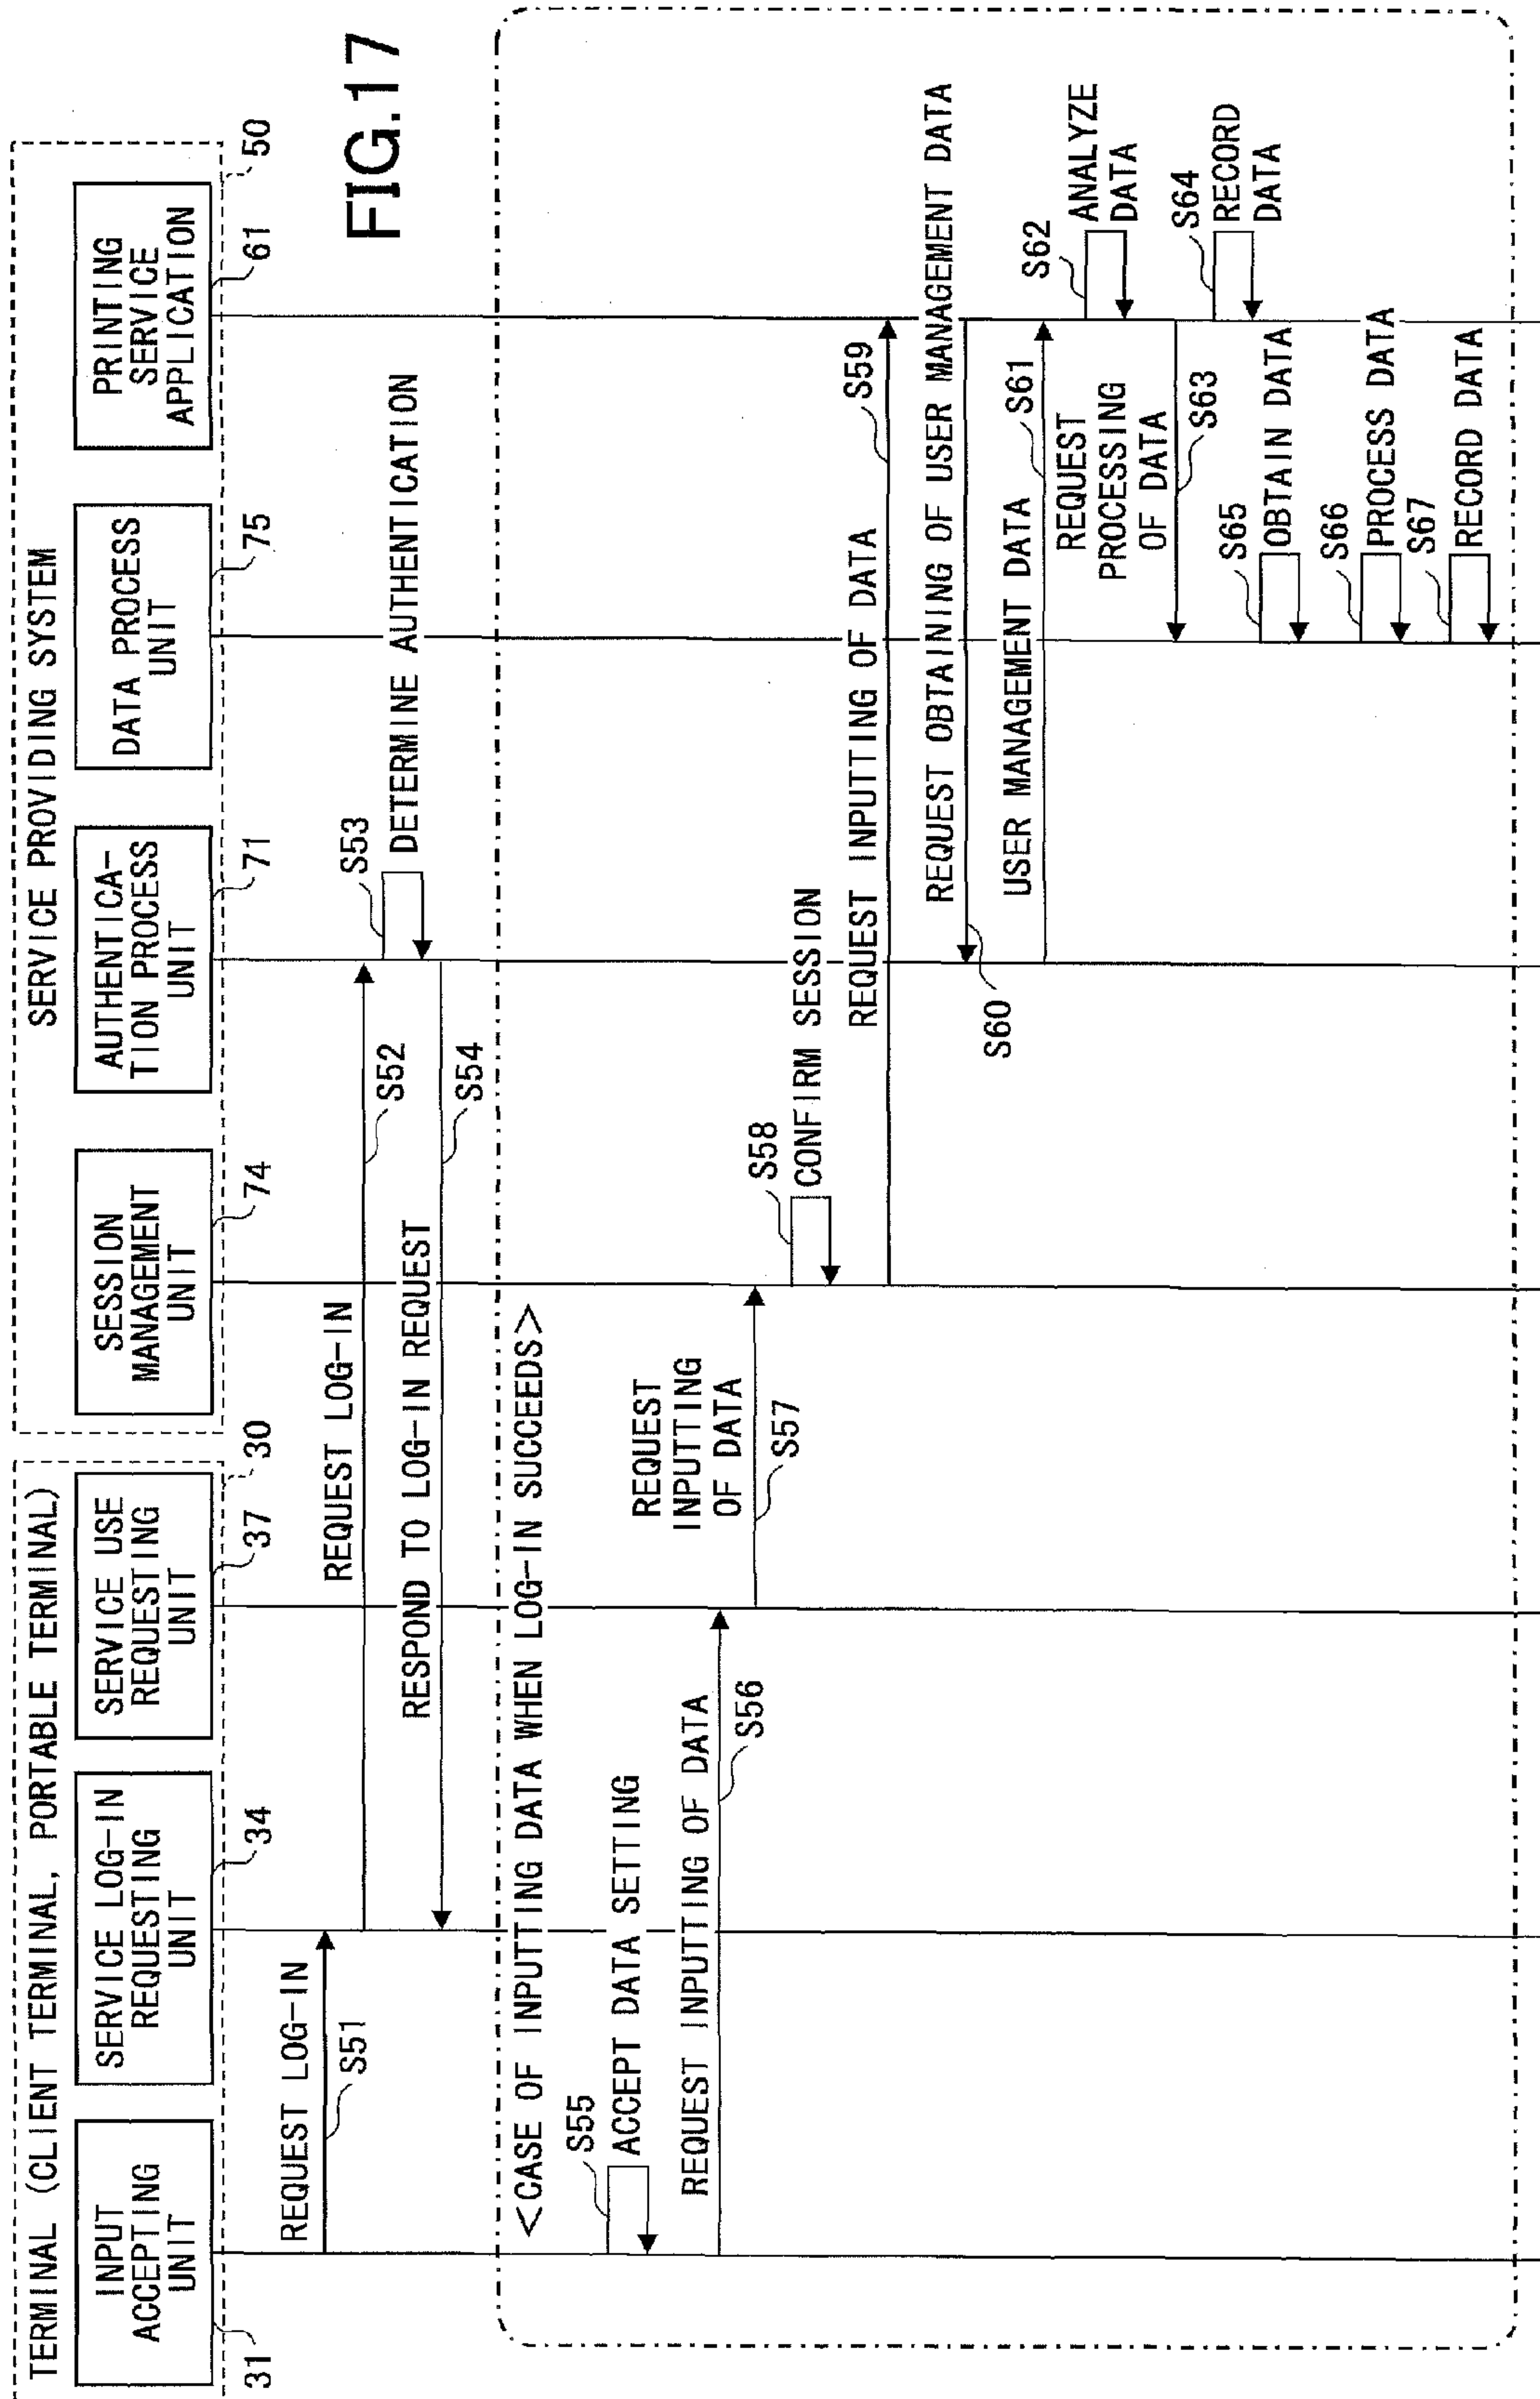 FIG.17
TERMINAL (CLIENT TERMINAL, PORTABLE TERMINAL)
SERVICE PROVIDING SYSTEM
INPUT
ACCEPTING
UNIT
SERVICE LOG-IN
REQUESTING
UNIT
SERVICE USE
REQUESTING
UNIT
SESSION
MANAGEMENT
UNIT
AUTHENTICA-
TION PROCESS
UNIT
DATA PROCESS
UNIT
PRINTING
SERVICE
APPLICATION
31
34
37
30
74
71
75
61
50
REQUEST LOG-IN
S51
REQUEST LOG-IN
S52
S53
DETERMINE AUTHENTICATION
RESPOND TO LOG-IN REQUEST
S54
<CASE OF INPUTTING DATA WHEN LOG-IN SUCCEEDS>
S55
ACCEPT DATA SETTING
REQUEST INPUTTING OF DATA
S56
REQUEST
INPUTTING
OF DATA
S57
S58
CONFIRM SESSION
REQUEST INPUTTING OF DATA
S59
REQUEST OBTAINING OF USER MANAGEMENT DATA
S60
USER MANAGEMENT DATA
S61
S62
ANALYZE
DATA
REQUEST
PROCESSING
OF DATA
S63
S64
RECORD
DATA
S65
OBTAIN DATA
S66
PROCESS DATA
S67
RECORD DATA